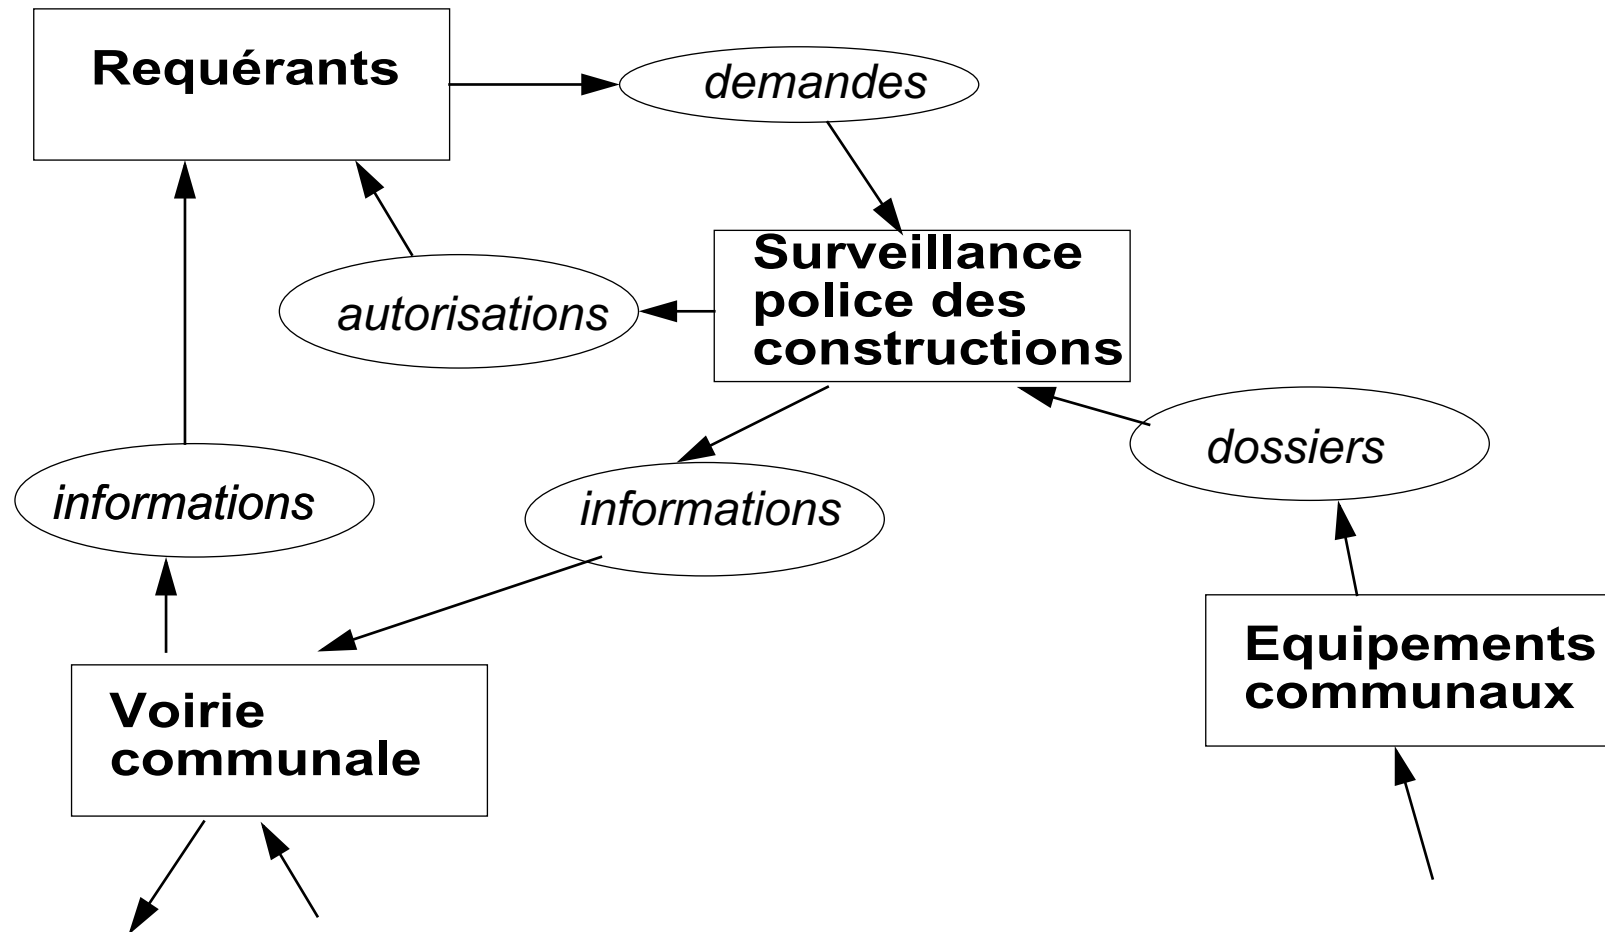 Requérants
demandes
Surveillance
police des
constructions
autorisations
dossiers
informations
informations
Equipements
communaux
Voirie
communale